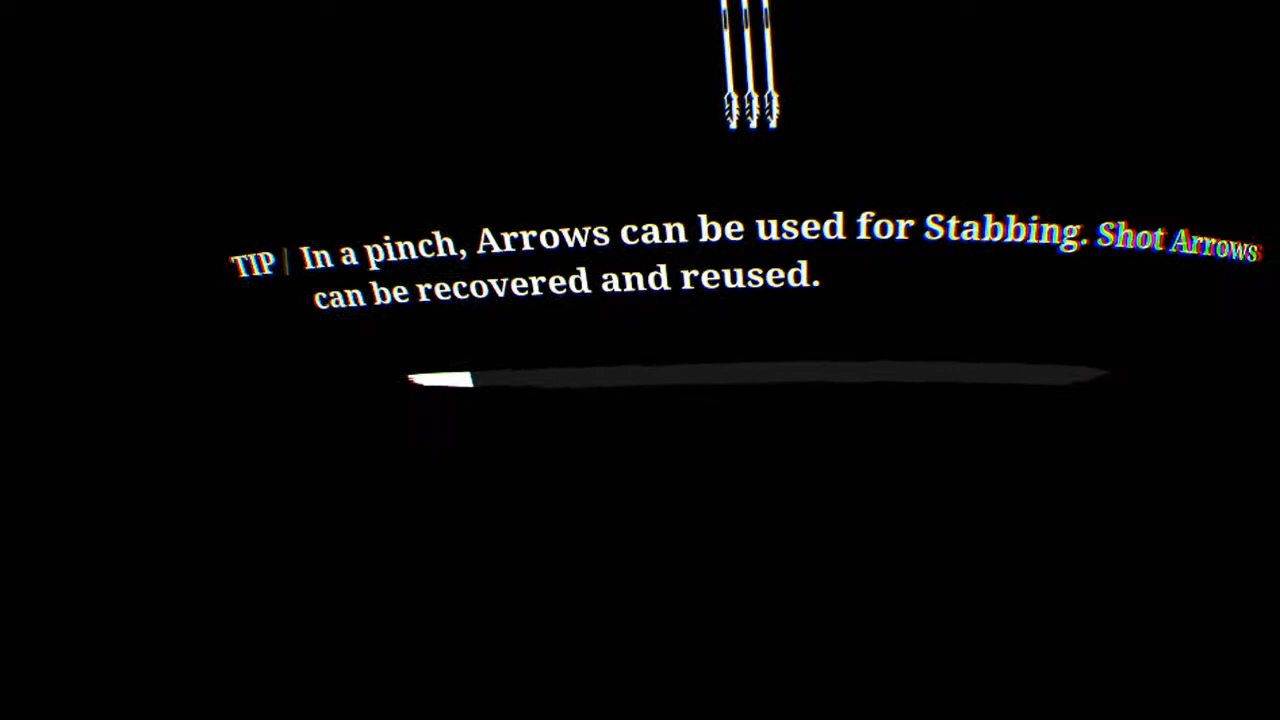 TIP | In a pinch, Arrows can be used for Stabbing. Shot Arrows
can be recovered and reused.